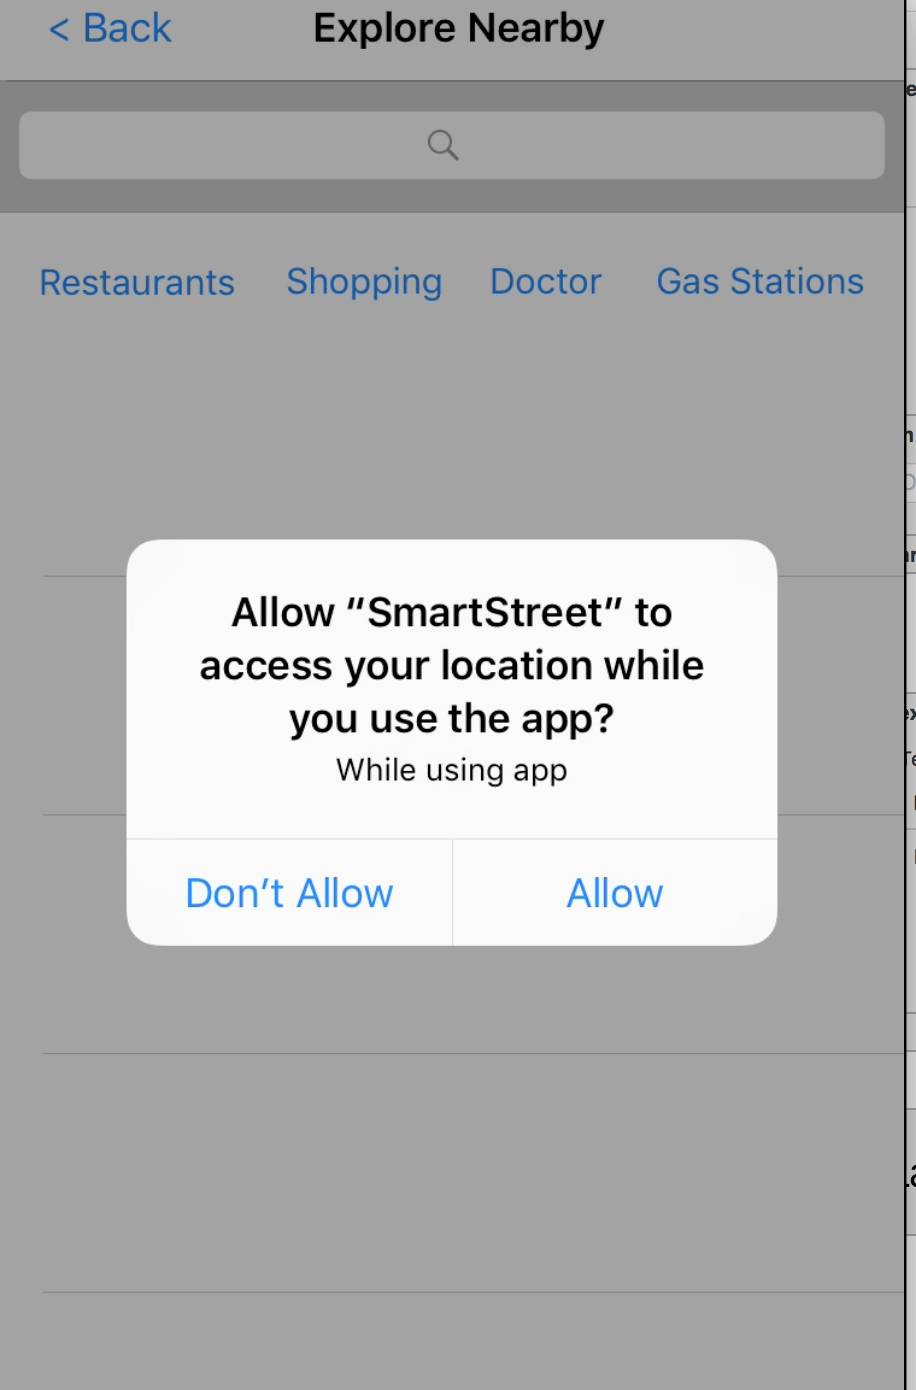 < Back
Explore Nearby
Restaurants
Shopping
Doctor
Gas Stations
Allow “SmartStreet” to
access your location while
you use the app?
While using app
Don’t Allow
Allow